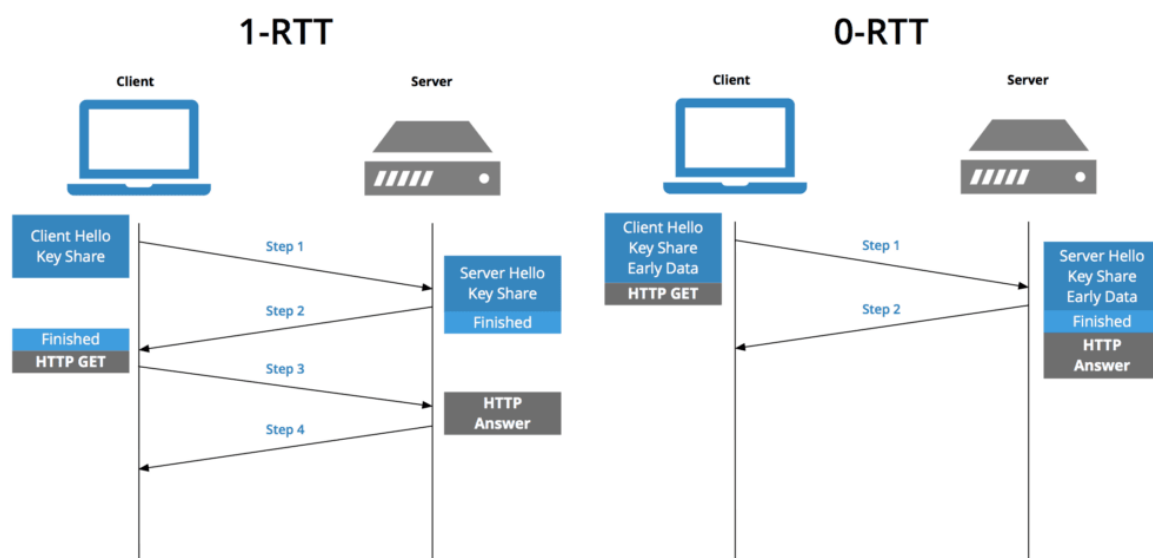 1-RTT
Client
Server
Client Hello
Key Share
Step 1
Server Hello
Key Share
Finished
Step 2
Finished
HTTP GET
Step 3
HTTP
Answer
Step 4
0-RTT
Client
Server
Client Hello
Key Share
Early Data
HTTP GET
Step 1
Server Hello
Key Share
Early Data
Finished
HTTP
Answer
Step 2